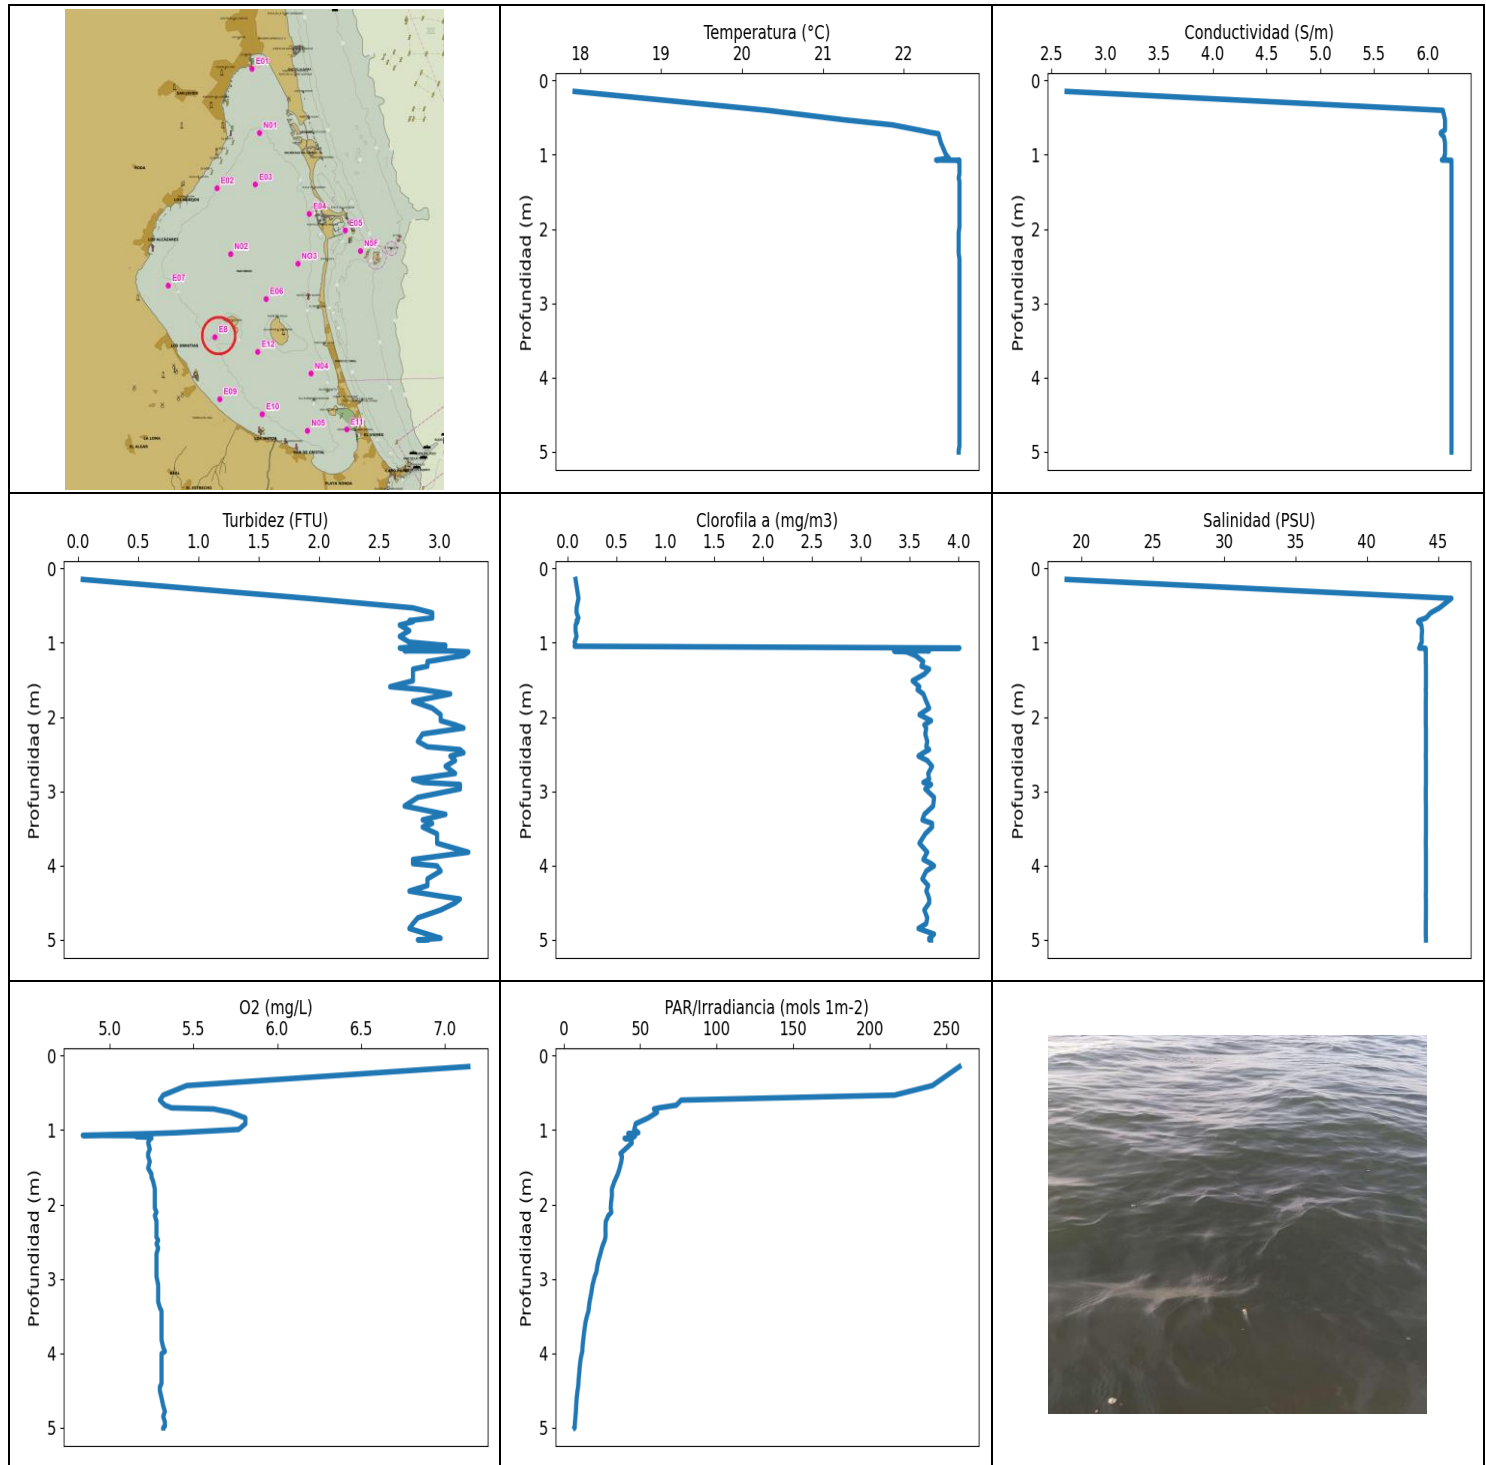 E01
N01
E02
E03
E04
E05
N5F
N02
NO3
E07
E06
E8
E12
N04
E09
E10
N05
E11
Temperatura (°C)
18 19 20 21 22
0
1
2
3
4
5
Profundidad (m)
Conductividad (S/m)
2.5 3.0 3.5 4.0 4.5 5.0 5.5 6.0
0
1
2
3
4
5
Profundidad (m)
Turbidez (FTU)
0.0 0.5 1.0 1.5 2.0 2.5 3.0
0
1
2
3
4
5
Profundidad (m)
Clorofila a (mg/m3)
0.0 0.5 1.0 1.5 2.0 2.5 3.0 3.5 4.0
0
1
2
3
4
5
Profundidad (m)
Salinidad (PSU)
20 25 30 35 40 45
0
1
2
3
4
5
Profundidad (m)
O2 (mg/L)
5.0 5.5 6.0 6.5 7.0
0
1
2
3
4
5
Profundidad (m)
PAR/Irradiancia (mols 1m-2)
0 50 100 150 200 250
0
1
2
3
4
5
Profundidad (m)